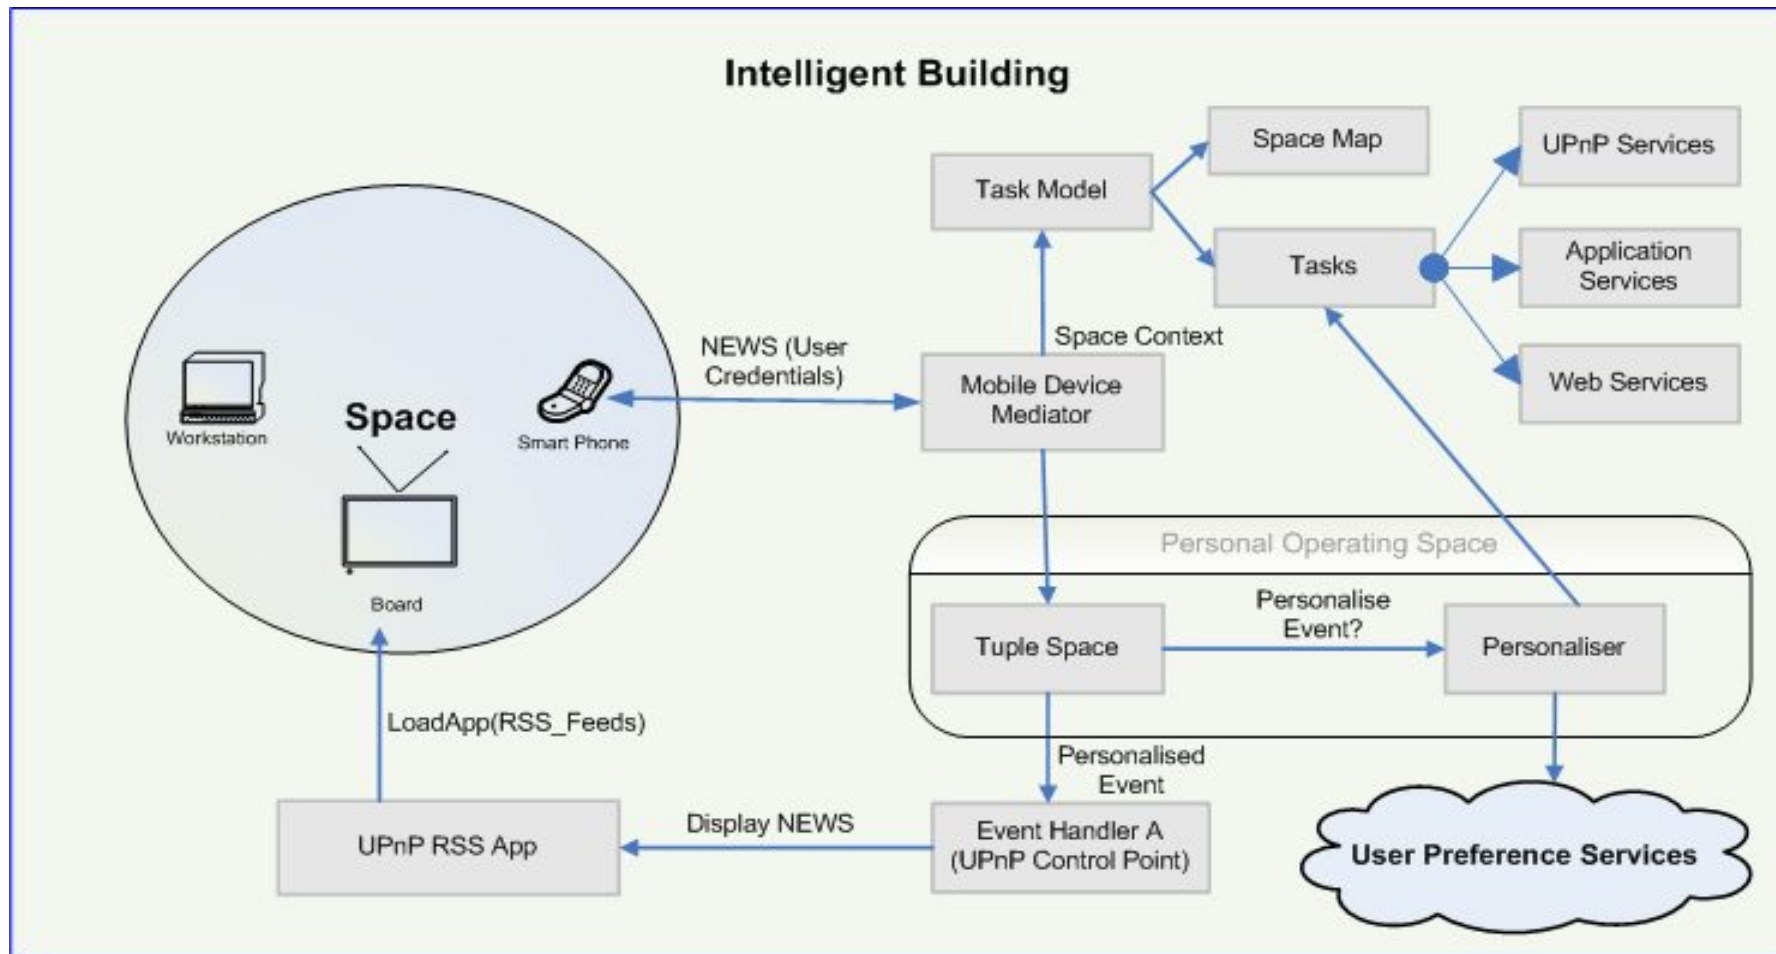 Intelligent Building
Space Map
UPnP Services
Task Model
Tasks
Application
Services
Space Context
Web Services
NEWS (User
Credentials)
Mobile Device
Mediator
Workstation
Space
Smart Phone
Board
Personal Operating Space
Personalise
Event?
Tuple Space
Personaliser
LoadApp(RSS_Feeds)
Personalised
Event
Display NEWS
UPnP RSS App
Event Handler A
(UPnP Control Point)
User Preference Services